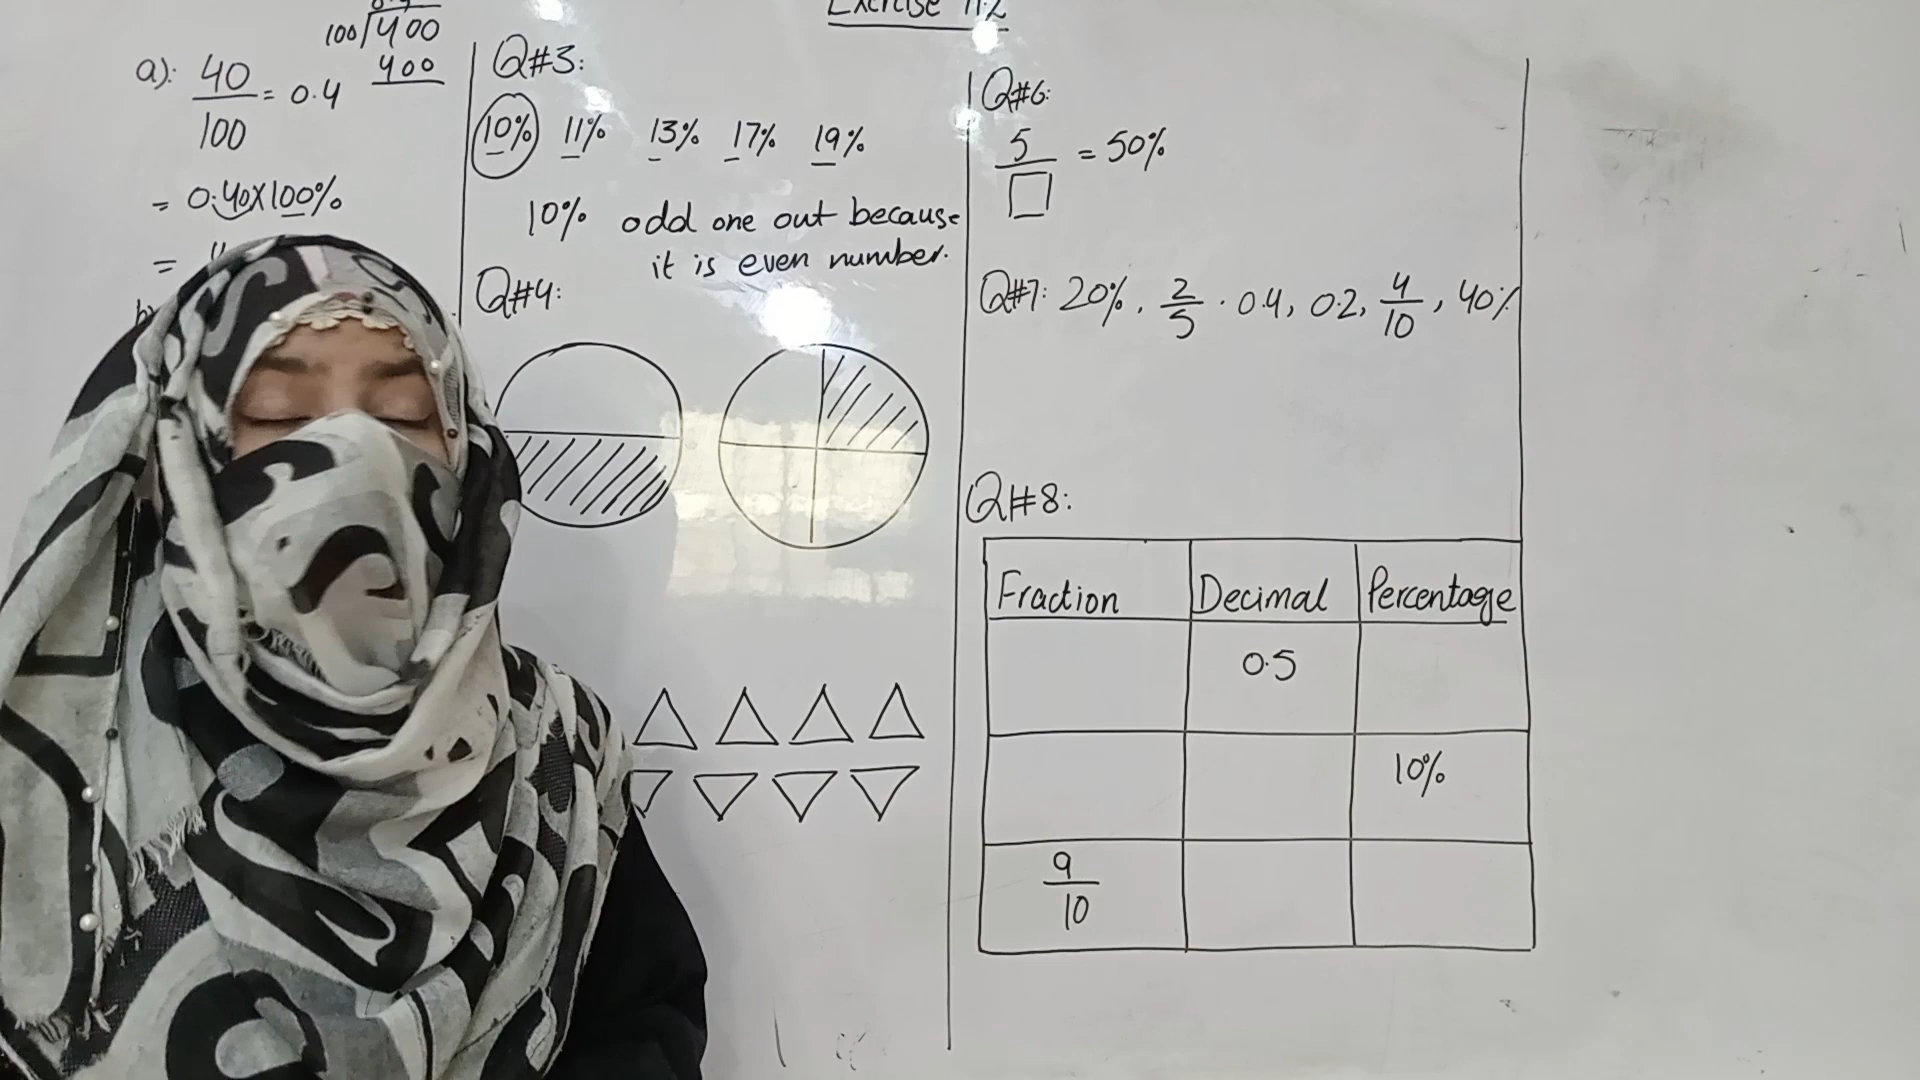 Exercise 11.2
100 400
400
a): 40/100 = 0.4
= 0.40x100%
=
Q#3:
10% 11% 13% 17% 19%
10% odd one out because
it is even number.
Q#4:
Q#6:
5/□ = 50%
Q#7: 20%, 2/5, 0.4, 0.2, 4/10, 40%
Q#8:
Fraction Decimal Percentage
0.5
10%
9/10